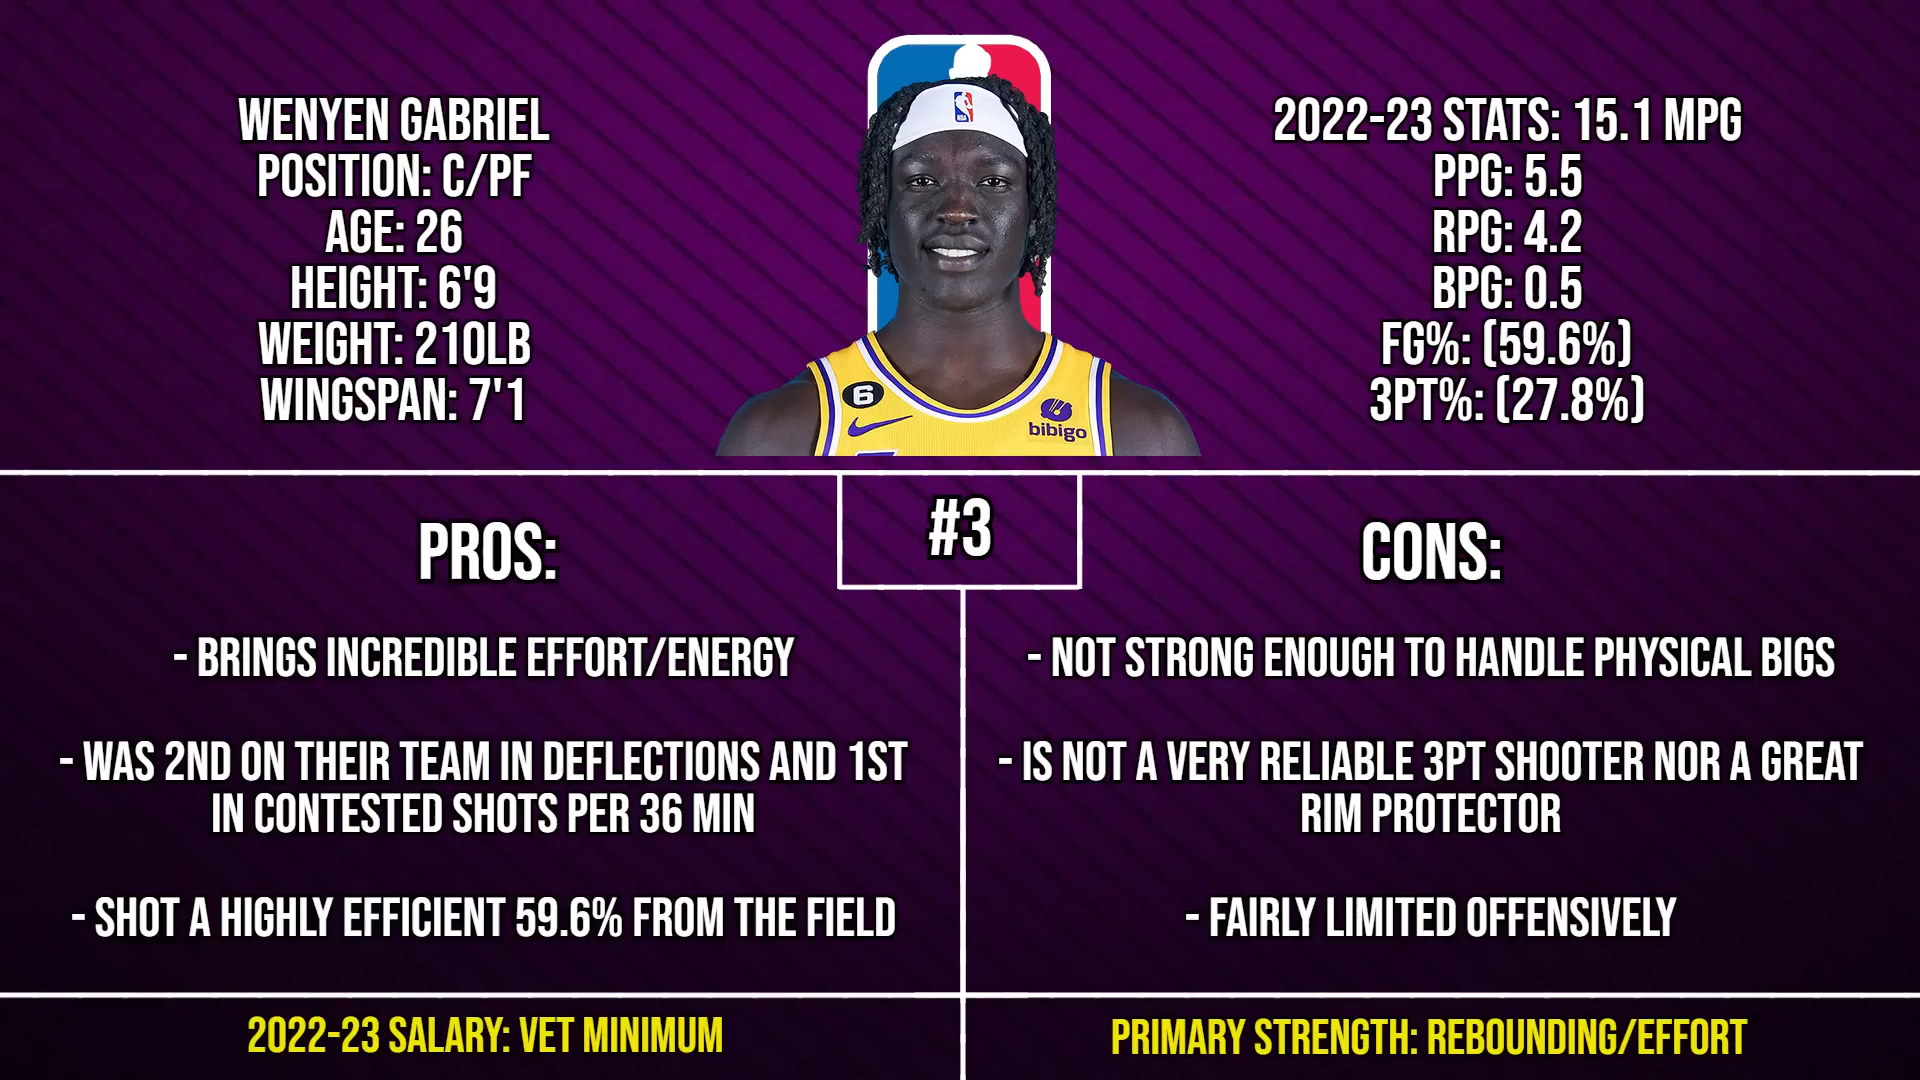 WENYEN GABRIEL
POSITION: C/PF
AGE: 26
HEIGHT: 6'9
WEIGHT: 210LB
WINGSPAN: 7'1
NBA
6
bibigo
2022-23 STATS: 15.1 MPG
PPG: 5.5
RPG: 4.2
BPG: 0.5
FG%: (59.6%)
3PT%: (27.8%)
#3
PROS:
- BRINGS INCREDIBLE EFFORT/ENERGY
- WAS 2ND ON THEIR TEAM IN DEFLECTIONS AND 1ST
IN CONTESTED SHOTS PER 36 MIN
- SHOT A HIGHLY EFFICIENT 59.6% FROM THE FIELD
CONS:
- NOT STRONG ENOUGH TO HANDLE PHYSICAL BIGS
- IS NOT A VERY RELIABLE 3PT SHOOTER NOR A GREAT
RIM PROTECTOR
- FAIRLY LIMITED OFFENSIVELY
2022-23 SALARY: VET MINIMUM
PRIMARY STRENGTH: REBOUNDING/EFFORT